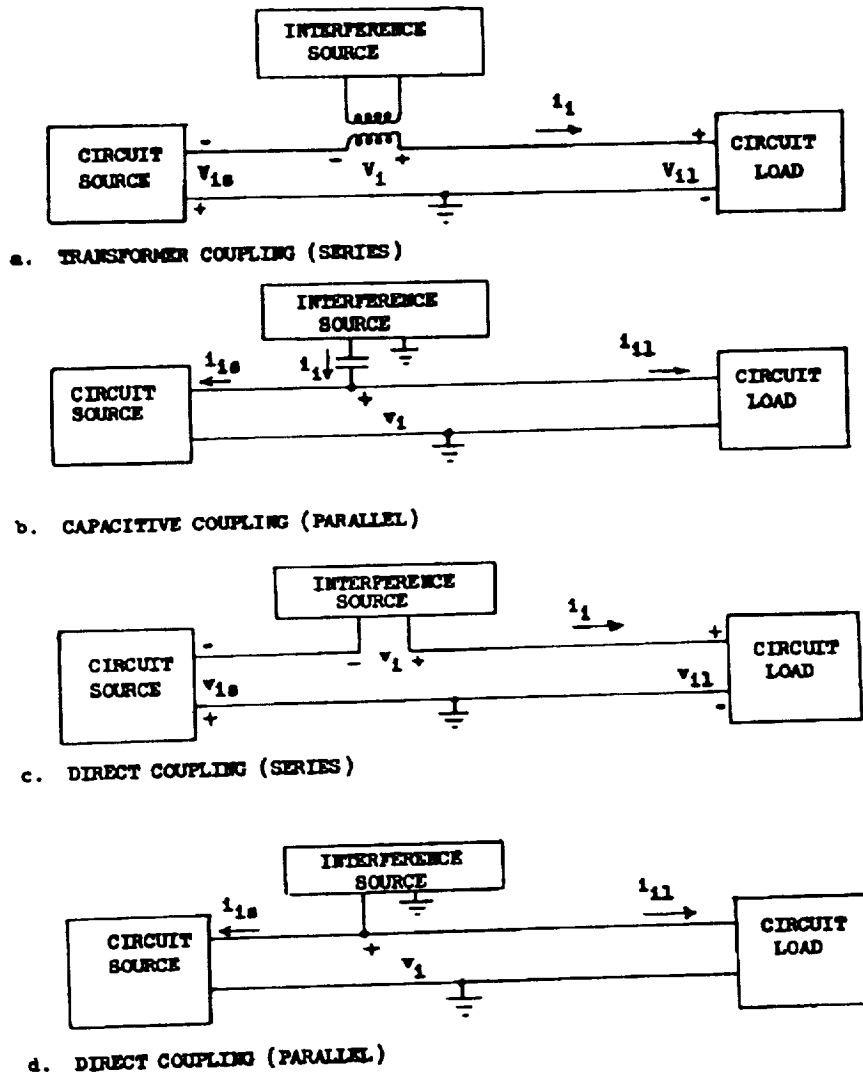 INTERFERENCE
SOURCE
i_i
CIRCUIT
SOURCE
-
+
V_is
-
V_i
+
+
V_il
-
CIRCUIT
LOAD
a. TRANSFORMER COUPLING (SERIES)
INTERFERENCE
SOURCE
i_is
i_i
i_il
CIRCUIT
SOURCE
+
v_i
CIRCUIT
LOAD
b. CAPACITIVE COUPLING (PARALLEL)
INTERFERENCE
SOURCE
i_i
CIRCUIT
SOURCE
-
v_is
+
- v_i +
+
v_il
-
CIRCUIT
LOAD
c. DIRECT COUPLING (SERIES)
INTERFERENCE
SOURCE
i_is
i_il
CIRCUIT
SOURCE
+
v_i
CIRCUIT
LOAD
d. DIRECT COUPLING (PARALLEL)